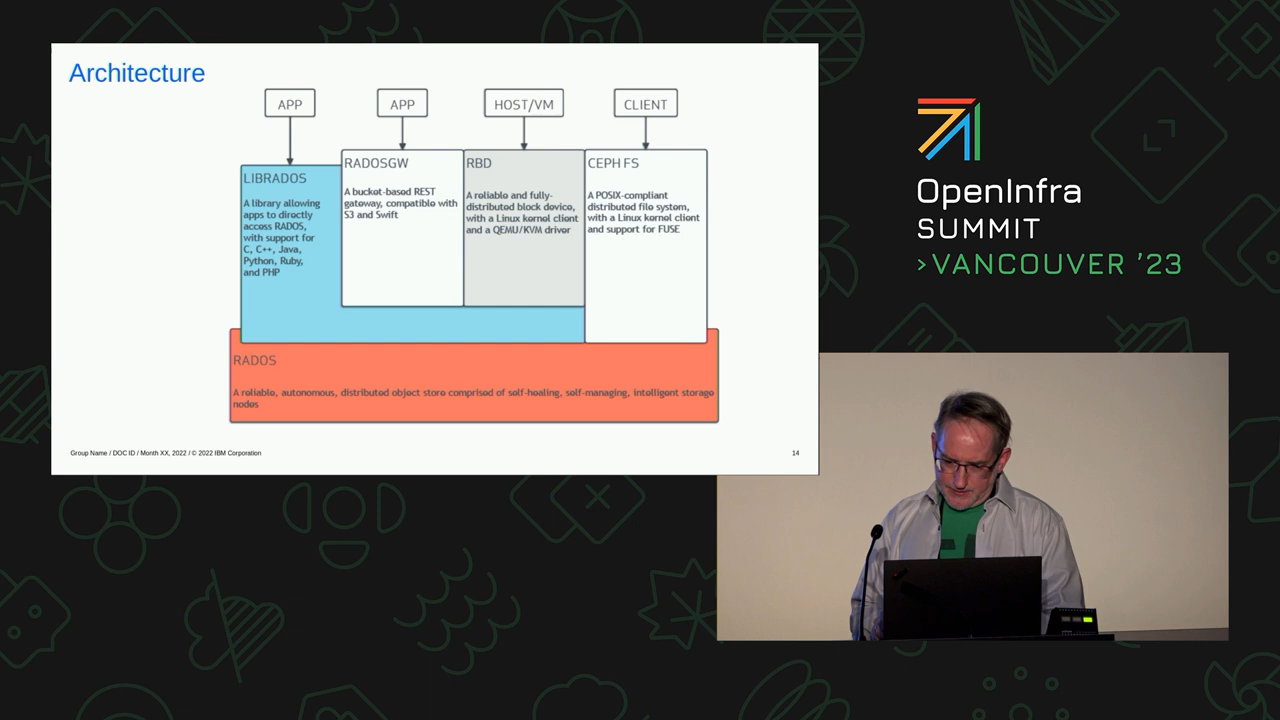 Architecture
APP
APP
HOST/VM
CLIENT
LIBRADOS
A library allowing
apps to directly
access RADOS,
with support for
C, C++, Java,
Python, Ruby,
and PHP
RADOSGW
A bucket-based REST
gateway, compatible with
S3 and Swift
RBD
A reliable and fully-
distributed block device,
with a Linux kernel client
and a QEMU/KVM driver
CEPH FS
A POSIX-compliant
distributed file system,
with a Linux kernel client
and support for FUSE
RADOS
A reliable, autonomous, distributed object store comprised of self-healing, self-managing, intelligent storage
nodes
Group Name / DOC ID / Month XX, 2022 / © 2022 IBM Corporation
14
OpenInfra
SUMMIT
>VANCOUVER '23